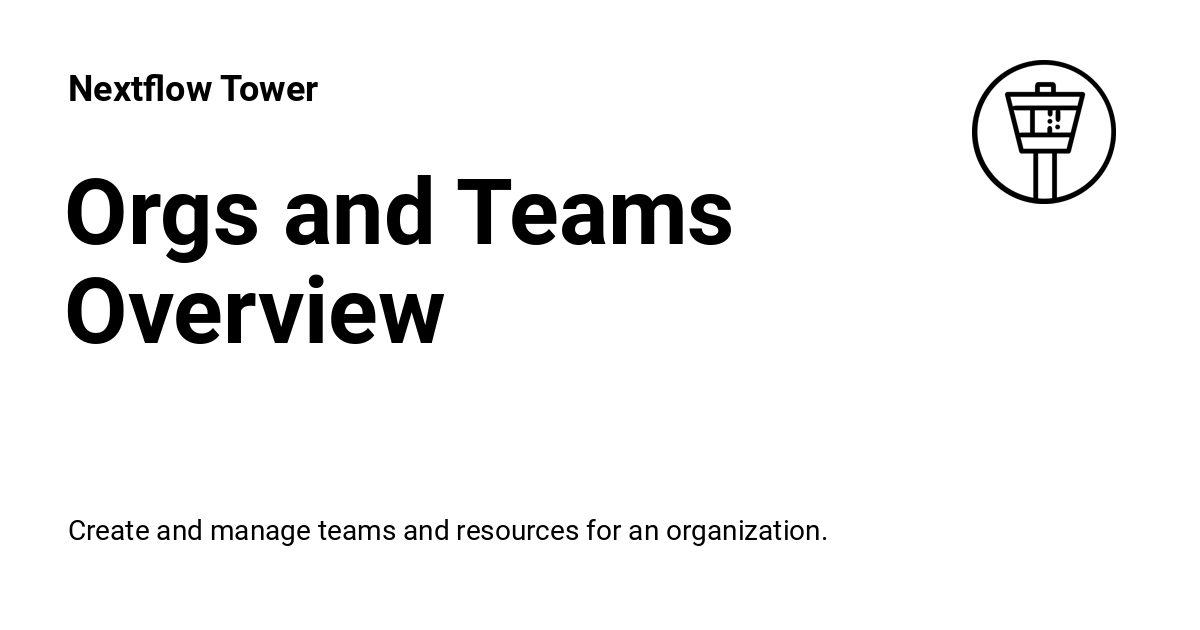 Nextflow Tower
Orgs and Teams
Overview
Create and manage teams and resources for an organization.